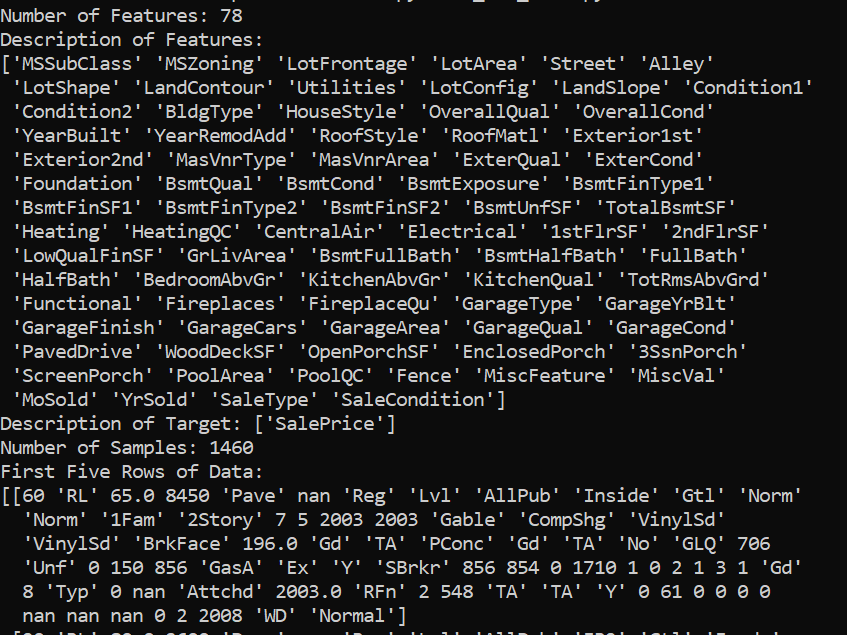 Number of Features: 78
Description of Features:
['MSSubClass' 'MSZoning' 'LotFrontage' 'LotArea' 'Street' 'Alley'
'LotShape' 'LandContour' 'Utilities' 'LotConfig' 'LandSlope' 'Condition1'
'Condition2' 'BldgType' 'HouseStyle' 'OverallQual' 'OverallCond'
'YearBuilt' 'YearRemodAdd' 'RoofStyle' 'RoofMatl' 'Exterior1st'
'Exterior2nd' 'MasVnrType' 'MasVnrArea' 'ExterQual' 'ExterCond'
'Foundation' 'BsmtQual' 'BsmtCond' 'BsmtExposure' 'BsmtFinType1'
'BsmtFinSF1' 'BsmtFinType2' 'BsmtFinSF2' 'BsmtUnfSF' 'TotalBsmtSF'
'Heating' 'HeatingQC' 'CentralAir' 'Electrical' '1stFlrSF' '2ndFlrSF'
'LowQualFinSF' 'GrLivArea' 'BsmtFullBath' 'BsmtHalfBath' 'FullBath'
'HalfBath' 'BedroomAbvGr' 'KitchenAbvGr' 'KitchenQual' 'TotRmsAbvGrd'
'Functional' 'Fireplaces' 'FireplaceQu' 'GarageType' 'GarageYrBlt'
'GarageFinish' 'GarageCars' 'GarageArea' 'GarageQual' 'GarageCond'
'PavedDrive' 'WoodDeckSF' 'OpenPorchSF' 'EnclosedPorch' '3SsnPorch'
'ScreenPorch' 'PoolArea' 'PoolQC' 'Fence' 'MiscFeature' 'MiscVal'
'MoSold' 'YrSold' 'SaleType' 'SaleCondition']
Description of Target: ['SalePrice']
Number of Samples: 1460
First Five Rows of Data:
[[60 'RL' 65.0 8450 'Pave' nan 'Reg' 'Lvl' 'AllPub' 'Inside' 'Gtl' 'Norm'
'Norm' '1Fam' '2Story' 7 5 2003 2003 'Gable' 'CompShg' 'VinylSd'
'VinylSd' 'BrkFace' 196.0 'Gd' 'TA' 'PConc' 'Gd' 'TA' 'No' 'GLQ' 706
'Unf' 0 150 856 'GasA' 'Ex' 'Y' 'SBrkr' 856 854 0 1710 1 0 2 1 3 1 'Gd'
8 'Typ' 0 nan 'Attchd' 2003.0 'RFn' 2 548 'TA' 'TA' 'Y' 0 61 0 0 0 0
nan nan nan 0 2 2008 'WD' 'Normal']